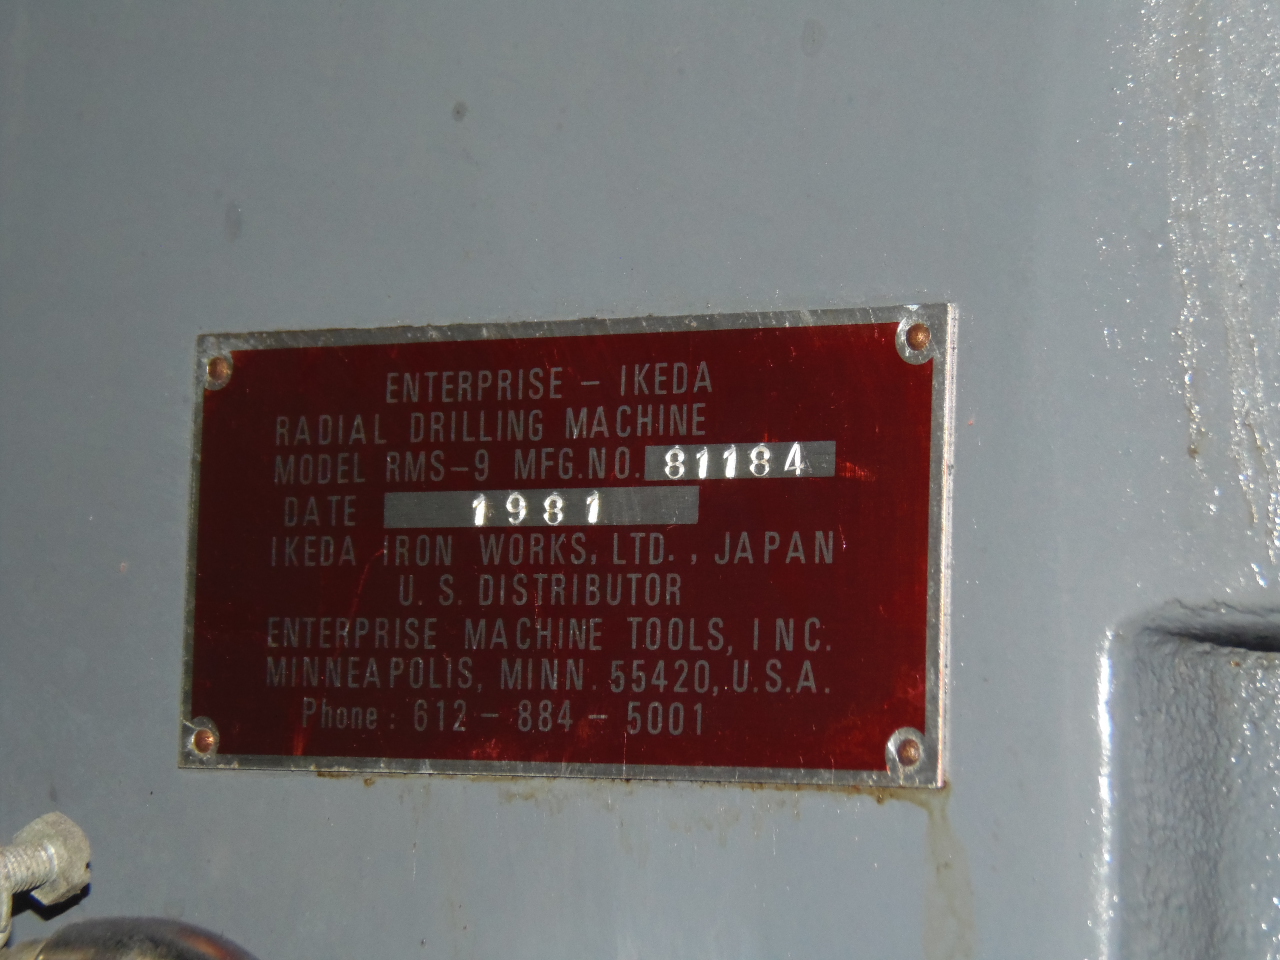 ENTERPRISE - IKEDA
RADIAL DRILLING MACHINE
MODEL RMS-9 MFG.NO. 81184
DATE 1981
IKEDA IRON WORKS, LTD., JAPAN
U. S. DISTRIBUTOR
ENTERPRISE MACHINE TOOLS, INC.
MINNEAPOLIS, MINN. 55420, U.S.A.
Phone : 612 - 884 - 5001